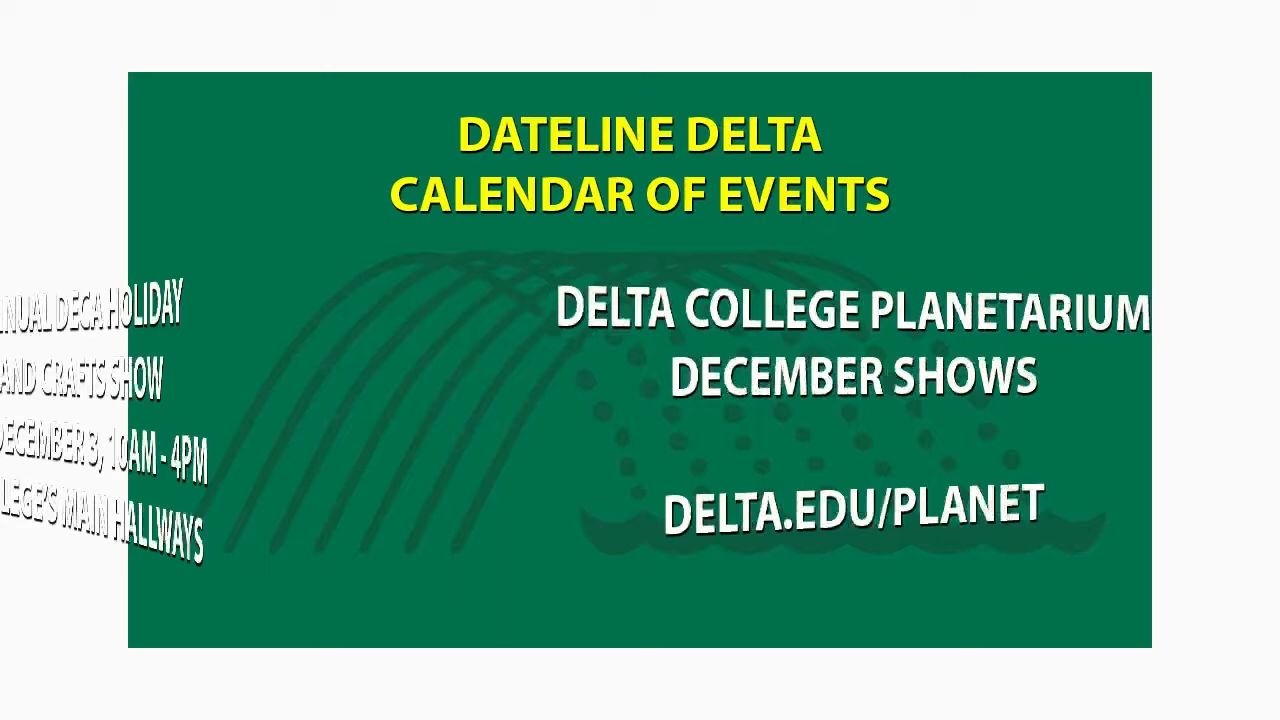 DATELINE DELTA
CALENDAR OF EVENTS
DECA HOLIDAY
AND CRAFTS SHOW
DECEMBER 3, 10AM - 4PM
MAIN HALLWAYS
DELTA COLLEGE PLANETARIUM
DECEMBER SHOWS
DELTA.EDU/PLANET